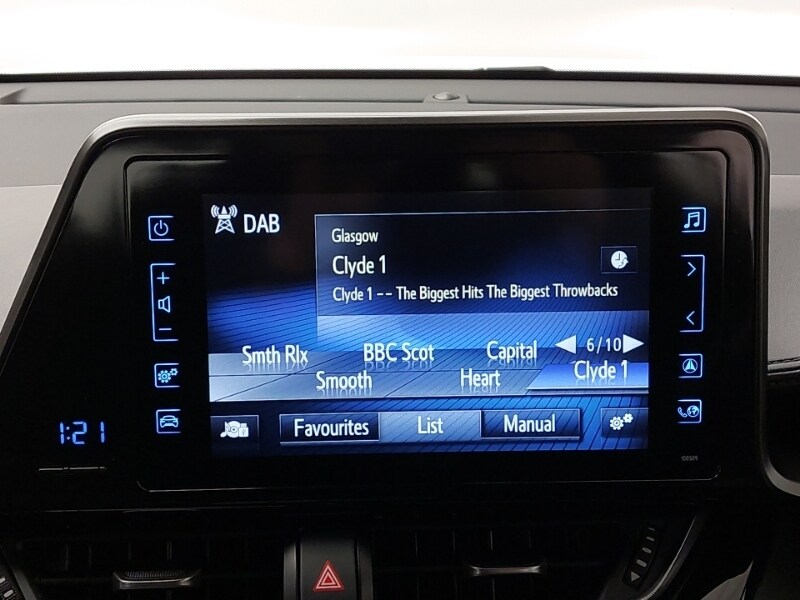 DAB
Glasgow
Clyde 1
Clyde 1 -- The Biggest Hits The Biggest Throwbacks
Smth Rlx BBC Scot Capital 6/10
Smooth Heart Clyde 1
Favourites List Manual
1:21